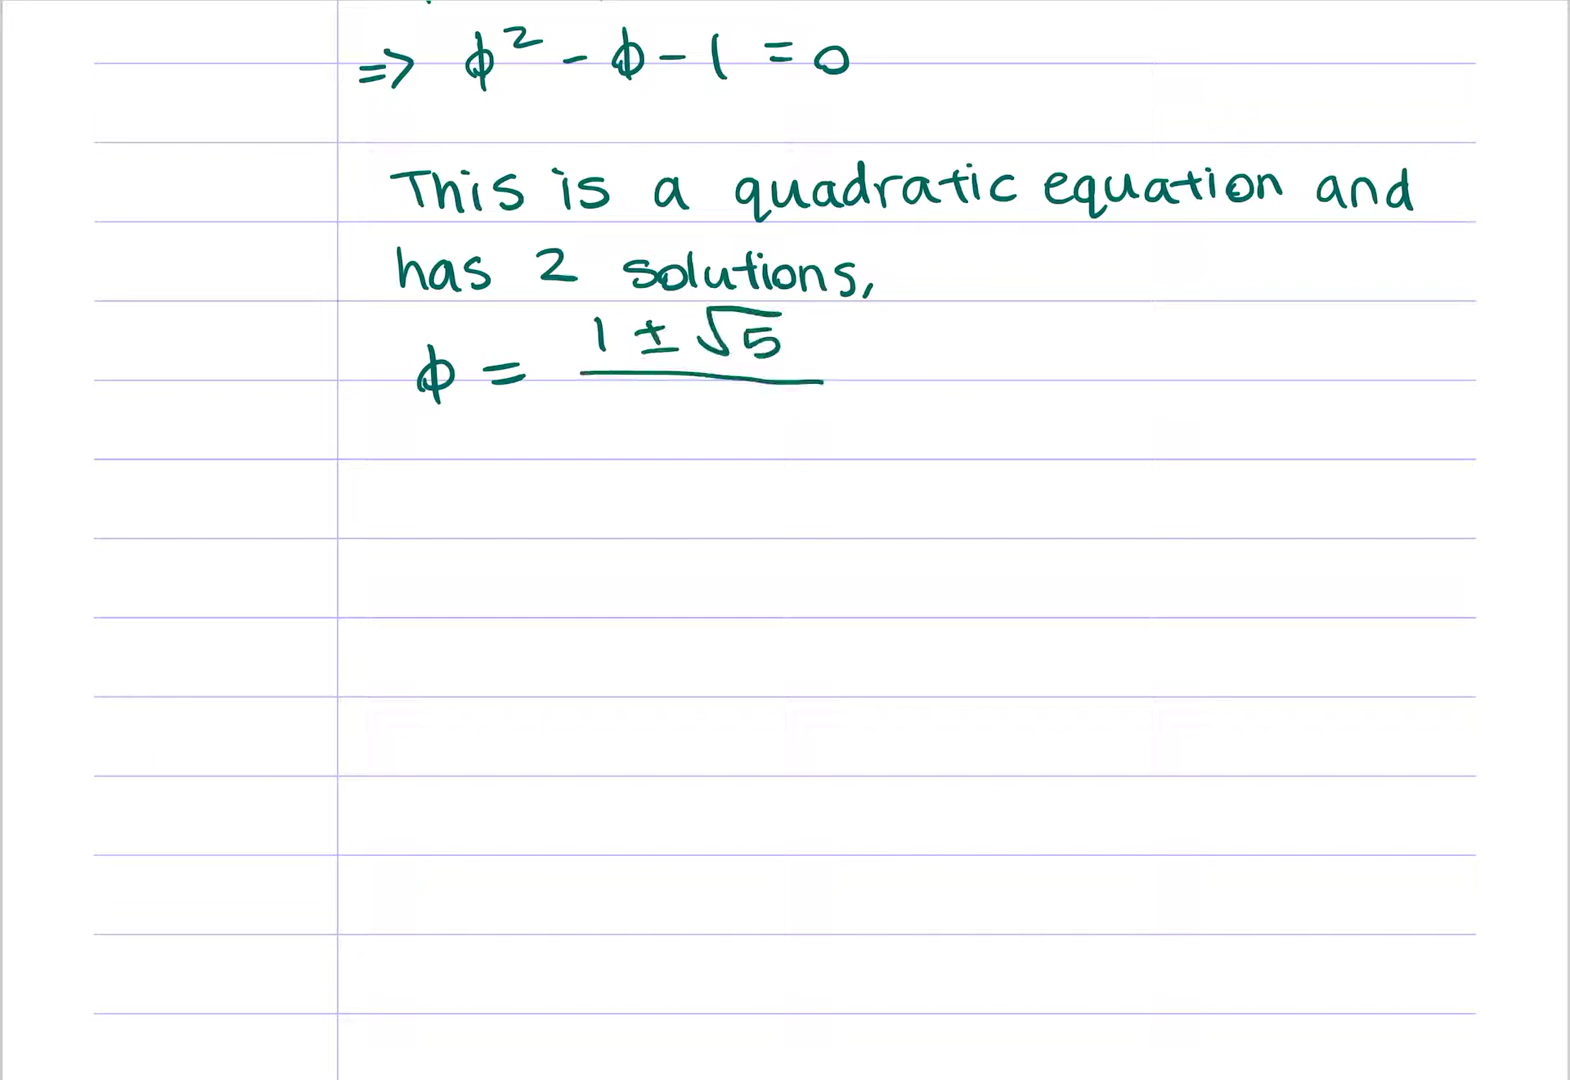 => ϕ² - ϕ - 1 = 0
This is a quadratic equation and
has 2 solutions,
1 ± √5
ϕ =